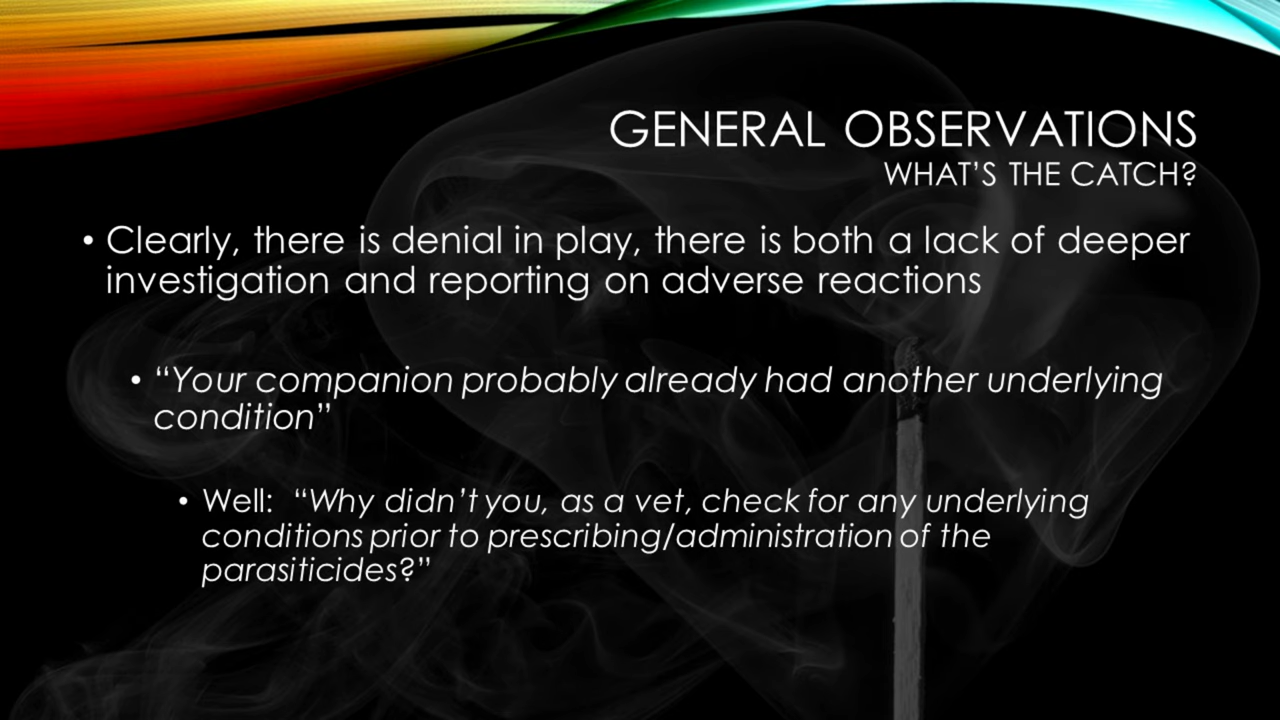 GENERAL OBSERVATIONS
WHAT’S THE CATCH?
• Clearly, there is denial in play, there is both a lack of deeper
investigation and reporting on adverse reactions
• “Your companion probably already had another underlying
condition”
• Well: “Why didn’t you, as a vet, check for any underlying
conditions prior to prescribing/administration of the
parasiticides?”